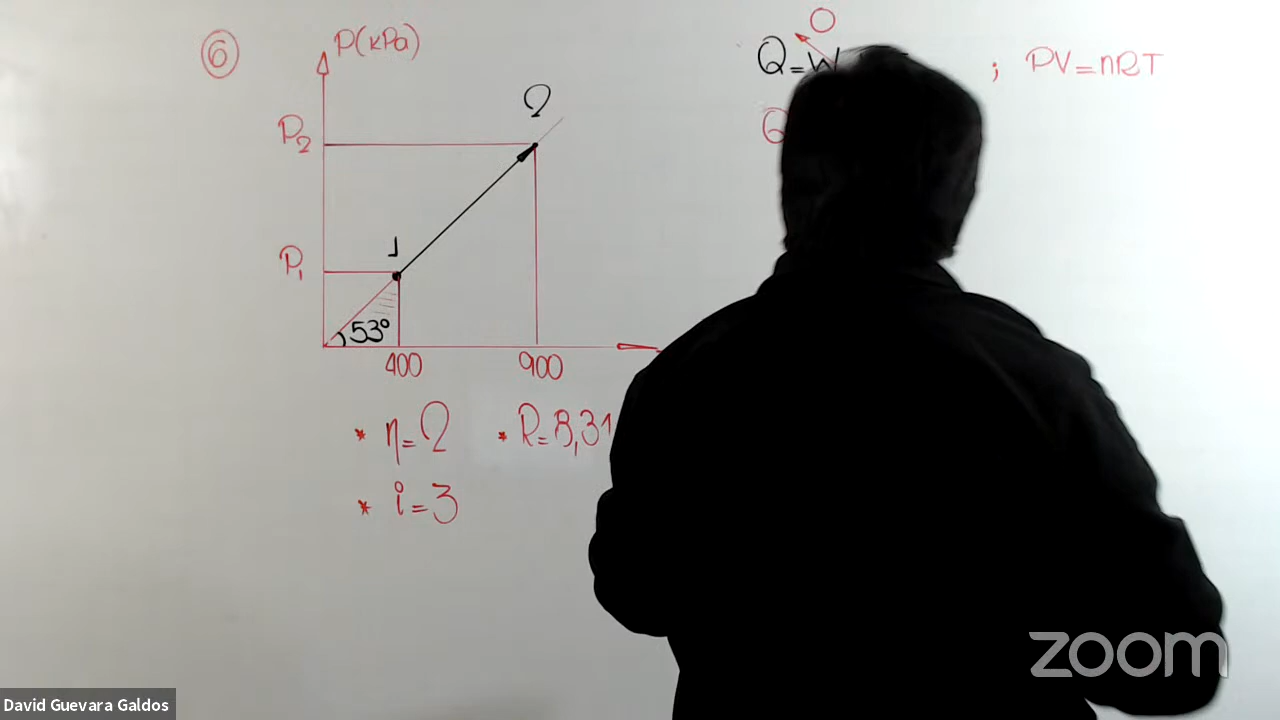 6
P(kPa)
P2
2
P1
1
53°
400 900
* n=2 * R=8,31
* i=3
0
Q=W ; PV=nRT
Q
zoom
David Guevara Galdos